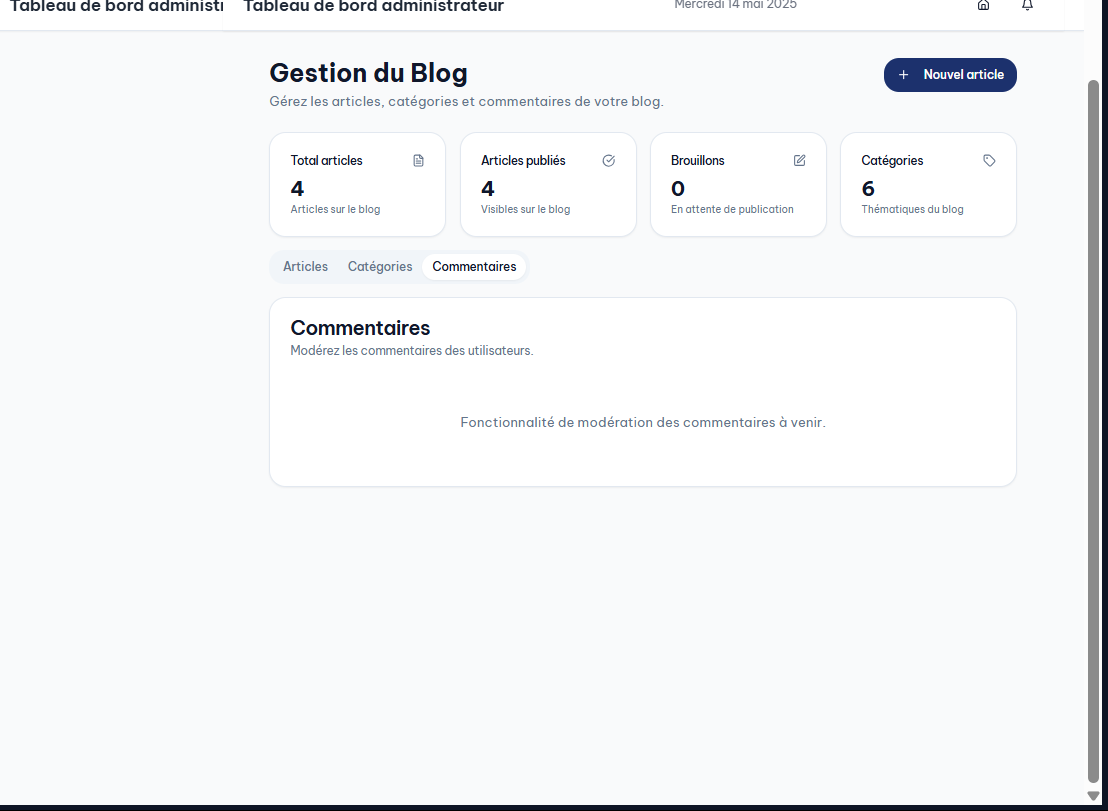 Tableau de bord administr
Tableau de bord administrateur
Mercredi 14 mai 2025
Gestion du Blog
Nouvel article
Gérez les articles, catégories et commentaires de votre blog.
Total articles
4
Articles sur le blog
Articles publiés
4
Visibles sur le blog
Brouillons
0
En attente de publication
Catégories
6
Thématiques du blog
Articles
Catégories
Commentaires
Commentaires
Modérez les commentaires des utilisateurs.
Fonctionnalité de modération des commentaires à venir.